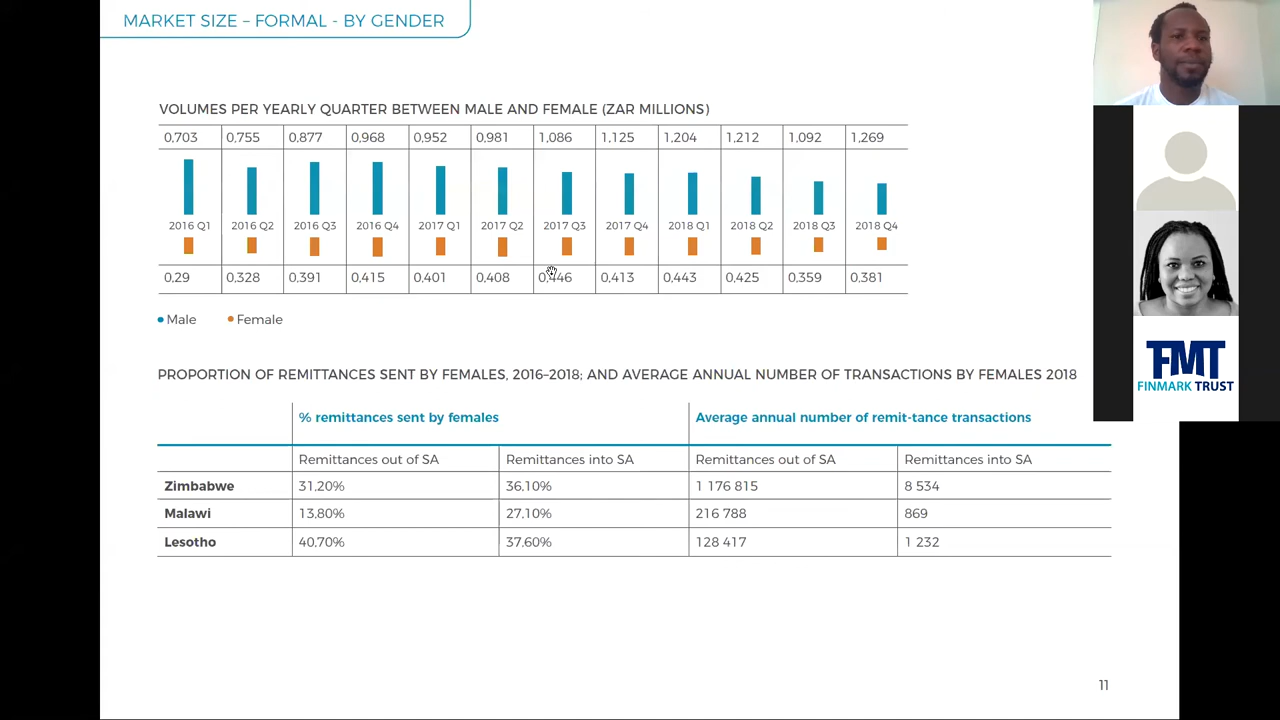 MARKET SIZE – FORMAL - BY GENDER
VOLUMES PER YEARLY QUARTER BETWEEN MALE AND FEMALE (ZAR MILLIONS)
0,703 0,755 0,877 0,968 0,952 0,981 1,086 1,125 1,204 1,212 1,092 1,269
2016 Q1 2016 Q2 2016 Q3 2016 Q4 2017 Q1 2017 Q2 2017 Q3 2017 Q4 2018 Q1 2018 Q2 2018 Q3 2018 Q4
0,29 0,328 0,391 0,415 0,401 0,408 0,446 0,413 0,443 0,425 0,359 0,381
Male Female
PROPORTION OF REMITTANCES SENT BY FEMALES, 2016–2018; AND AVERAGE ANNUAL NUMBER OF TRANSACTIONS BY FEMALES 2018
% remittances sent by females Average annual number of remit-tance transactions
Remittances out of SA Remittances into SA Remittances out of SA Remittances into SA
Zimbabwe 31,20% 36,10% 1 176 815 8 534
Malawi 13,80% 27,10% 216 788 869
Lesotho 40,70% 37,60% 128 417 1 232
11
FMT
FINMARK TRUST